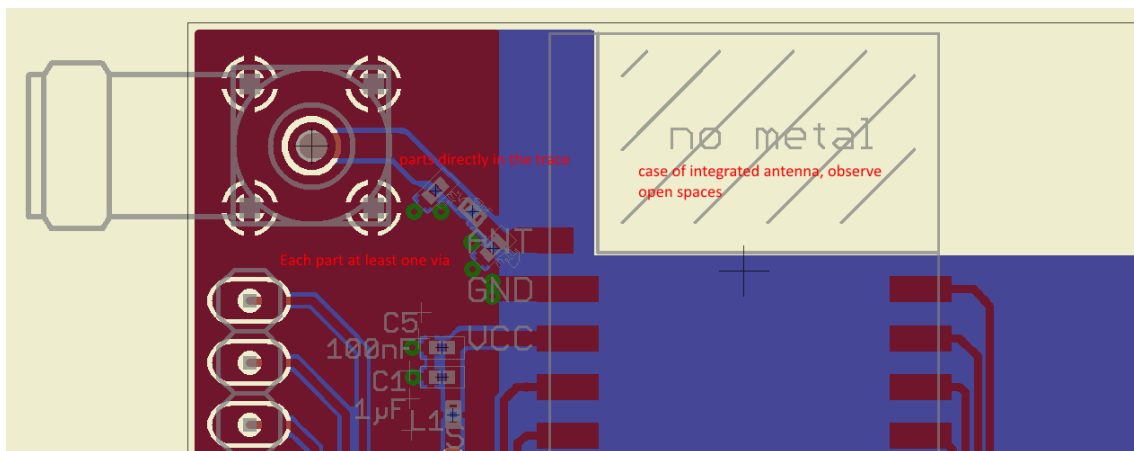 no metal
parts directly in the trace
case of integrated antenna, observe
open spaces
ANT
Each part at least one via
GND
C5
VCC
100nF
C1
1µF
L1
S